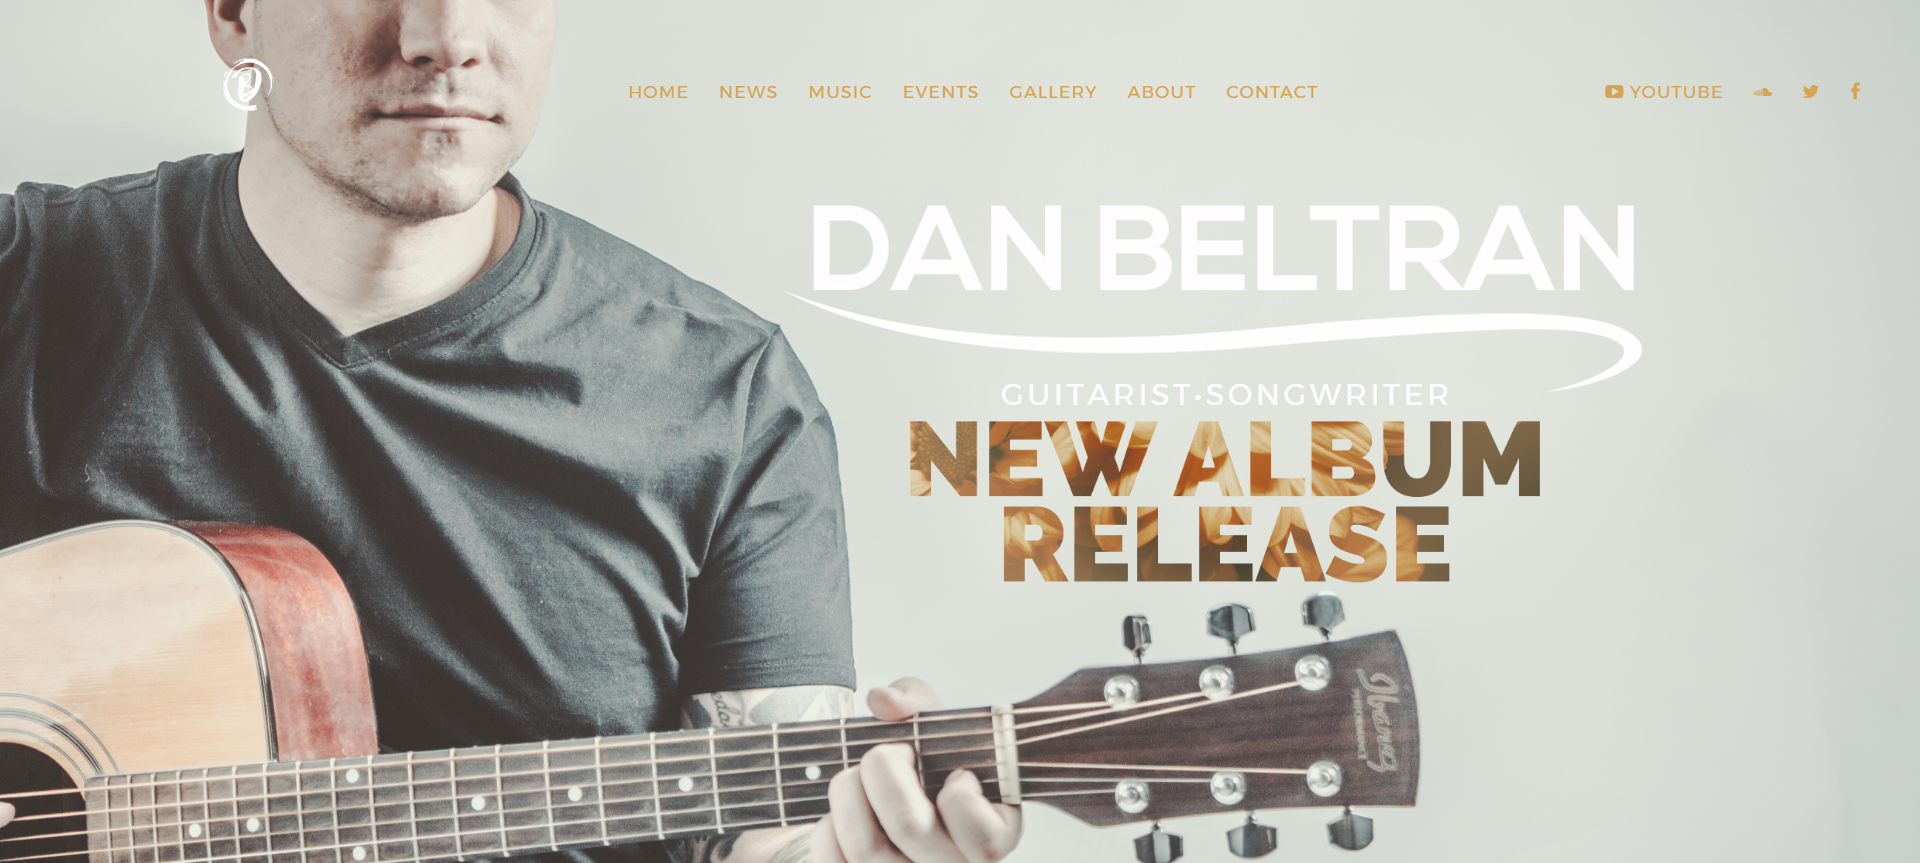 HOME NEWS MUSIC EVENTS GALLERY ABOUT CONTACT YOUTUBE
DAN BELTRAN
GUITARIST•SONGWRITER
NEW ALBUM
RELEASE
Ibanez